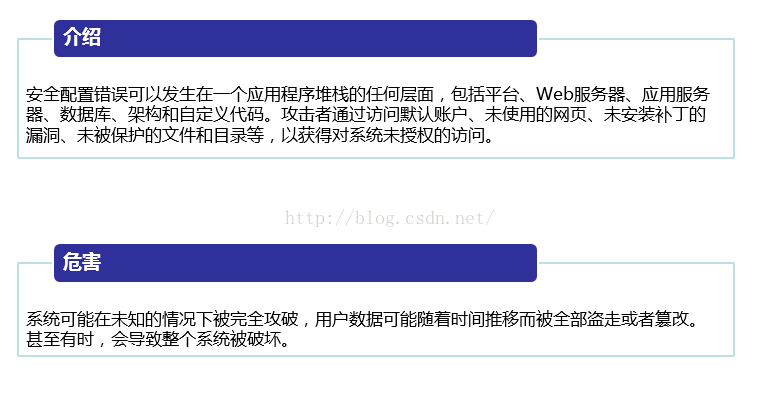 介绍
安全配置错误可以发生在一个应用程序堆栈的任何层面，包括平台、Web服务器、应用服务
器、数据库、架构和自定义代码。攻击者通过访问默认账户、未使用的网页、未安装补丁的
漏洞、未被保护的文件和目录等，以获得对系统未授权的访问。
http://blog.csdn.net/
危害
系统可能在未知的情况下被完全攻破，用户数据可能随着时间推移而被全部盗走或者篡改。
甚至有时，会导致整个系统被破坏。